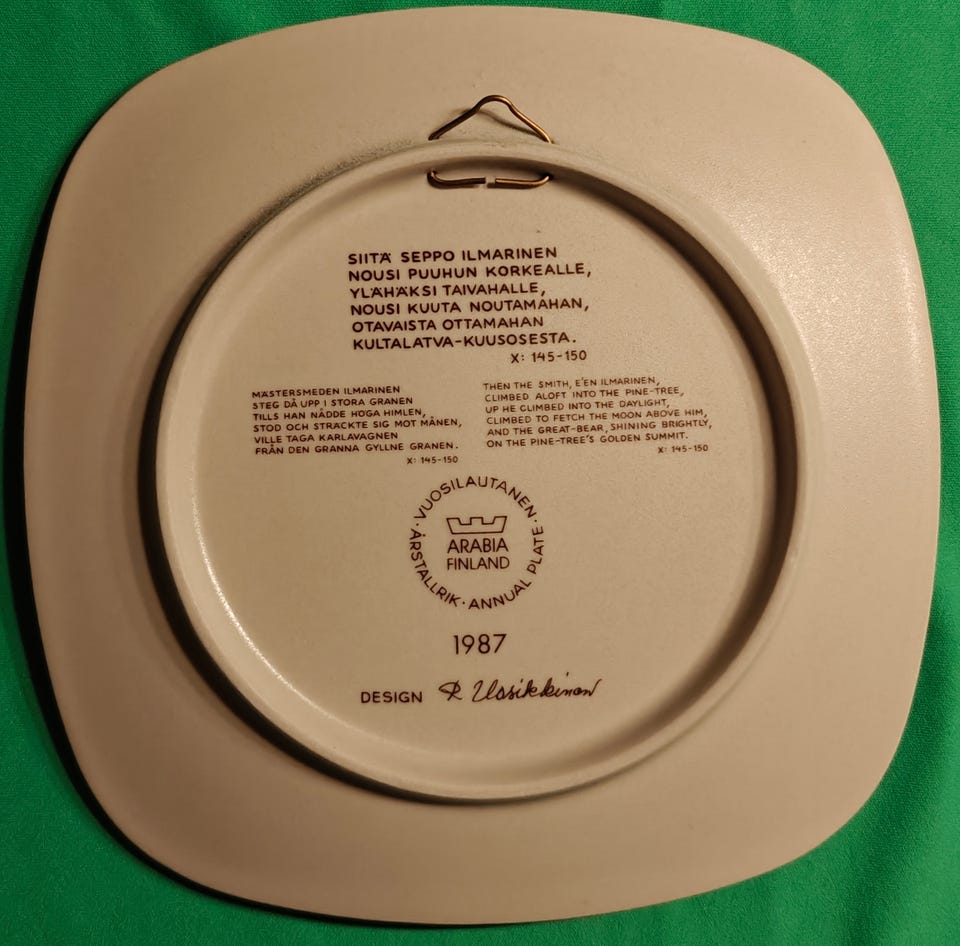 SIITÄ SEPPO ILMARINEN
NOUSI PUUHUN KORKEALLE,
YLÄHÄKSI TAIVAHALLE,
NOUSI KUUTA NOUTAMAHAN,
OTAVAISTA OTTAMAHAN
KULTALATVA-KUUSOSESTA.
X: 145-150
MÄSTERSMEDEN ILMARINEN
STEG DÅ UPP I STORA GRANEN
TILLS HAN NÅDDE HÖGA HIMLEN,
STOD OCH STRACKTE SIG MOT MÅNEN,
VILLE TAGA KARLAVAGNEN
FRÅN DEN GRANNA GYLLNE GRANEN.
X: 145-150
THEN THE SMITH, E'EN ILMARINEN,
CLIMBED ALOFT INTO THE PINE-TREE,
UP HE CLIMBED INTO THE DAYLIGHT,
CLIMBED TO FETCH THE MOON ABOVE HIM,
AND THE GREAT-BEAR, SHINING BRIGHTLY,
ON THE PINE-TREE'S GOLDEN SUMMIT.
X: 145-150
· VUOSILAUTANEN · ANNUAL PLATE · ÅRSTALLRIK
ARABIA
FINLAND
1987
DESIGN R Uosikkinen